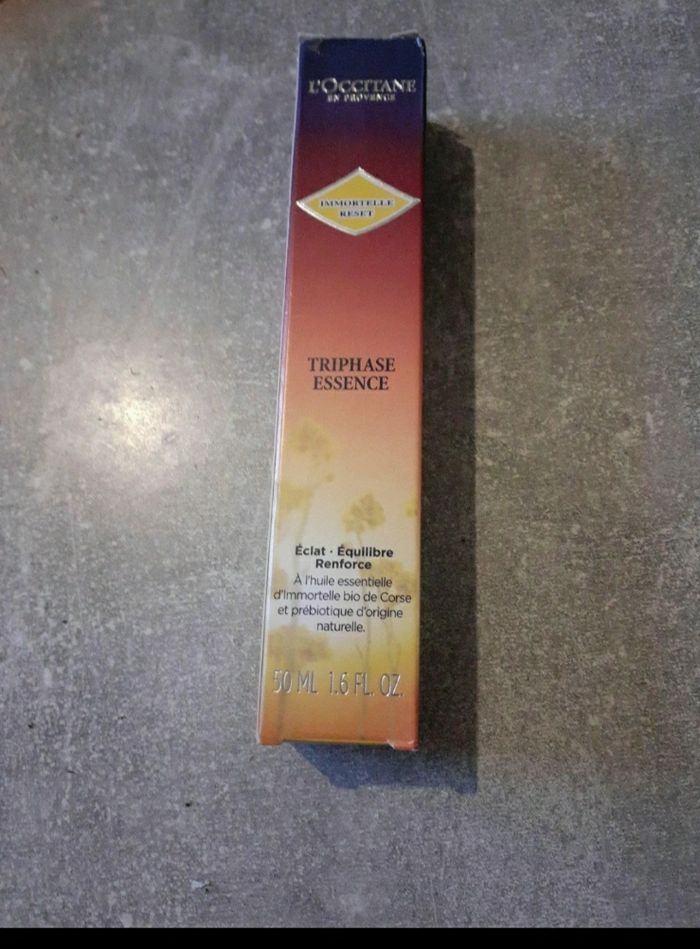 L'OCCITANE
EN PROVENCE
IMMORTELLE
RESET
TRIPHASE
ESSENCE
Éclat · Équilibre
Renforce
À l'huile essentielle
d'Immortelle bio de Corse
et prébiotique d'origine
naturelle.
50 ML 1.6 FL. OZ.